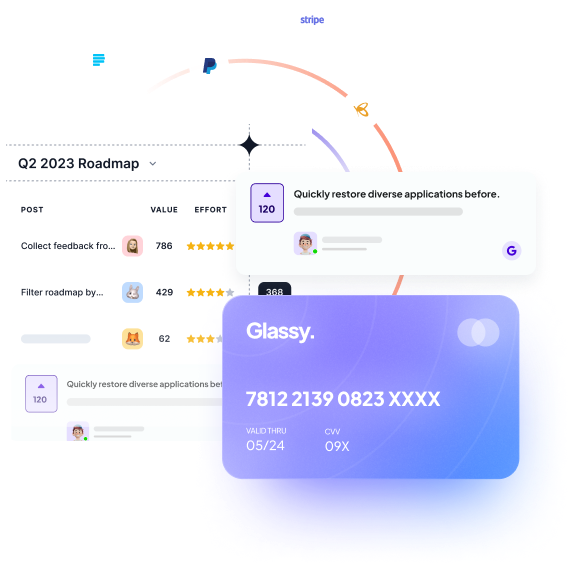 stripe
Q2 2023 Roadmap
POST VALUE EFFORT
Collect feedback fro... 786
Filter roadmap by... 429 368
62
120 Quickly restore diverse applications before.
G
120 Quickly restore diverse applications bef
Glassy.
7812 2139 0823 XXXX
VALID THRU CVV
05/24 09X